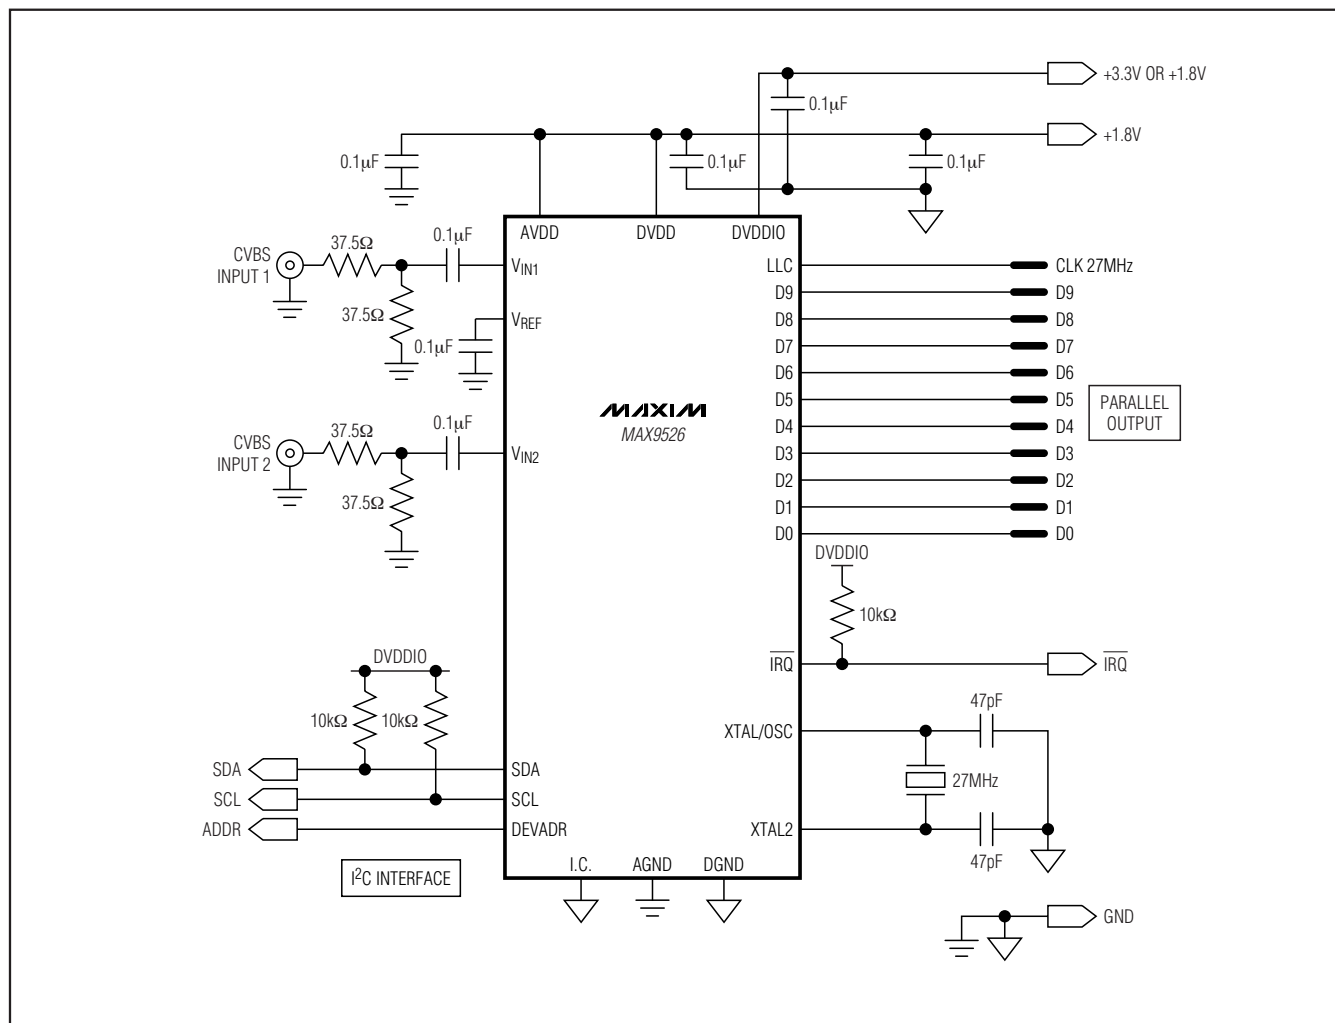 +3.3V OR +1.8V
0.1µF
+1.8V
0.1µF
0.1µF
0.1µF
AVDD
DVDD
DVDDIO
CVBS
INPUT 1
37.5Ω
0.1µF
VIN1
37.5Ω
VREF
0.1µF
LLC
CLK 27MHz
D9
D9
D8
D8
D7
D7
D6
D6
D5
D5
D4
D4
D3
D3
D2
D2
D1
D1
D0
D0
PARALLEL
OUTPUT
MAXIM
MAX9526
CVBS
INPUT 2
37.5Ω
0.1µF
VIN2
37.5Ω
DVDDIO
10kΩ
IRQ
IRQ
DVDDIO
10kΩ
10kΩ
XTAL/OSC
47pF
27MHz
XTAL2
47pF
SDA
SDA
SCL
SCL
ADDR
DEVADR
I²C INTERFACE
I.C.
AGND
DGND
GND